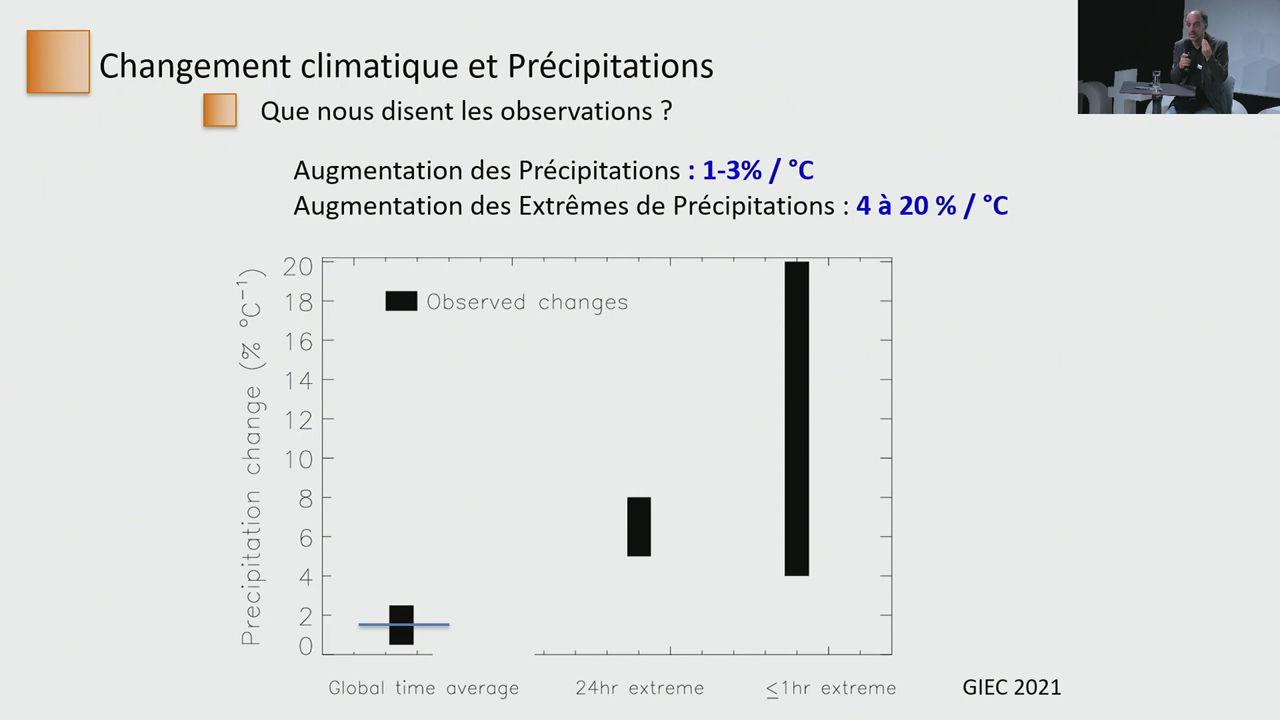 Changement climatique et Précipitations
Que nous disent les observations ?
Augmentation des Précipitations : 1-3% / °C
Augmentation des Extrêmes de Précipitations : 4 à 20 % / °C
Precipitation change (% °C⁻¹)
20
18
16
14
12
10
8
6
4
2
0
Observed changes
Global time average
24hr extreme
≤1hr extreme
GIEC 2021